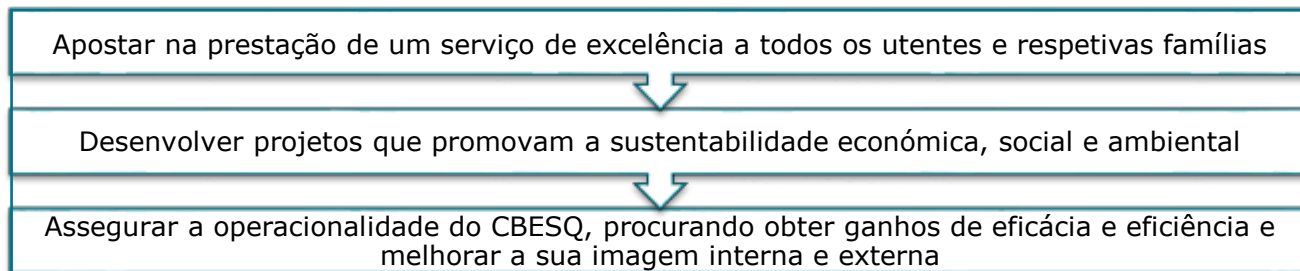 Apostar na prestação de um serviço de excelência a todos os utentes e respetivas famílias
Desenvolver projetos que promovam a sustentabilidade económica, social e ambiental
Assegurar a operacionalidade do CBESQ, procurando obter ganhos de eficácia e eficiência e
melhorar a sua imagem interna e externa